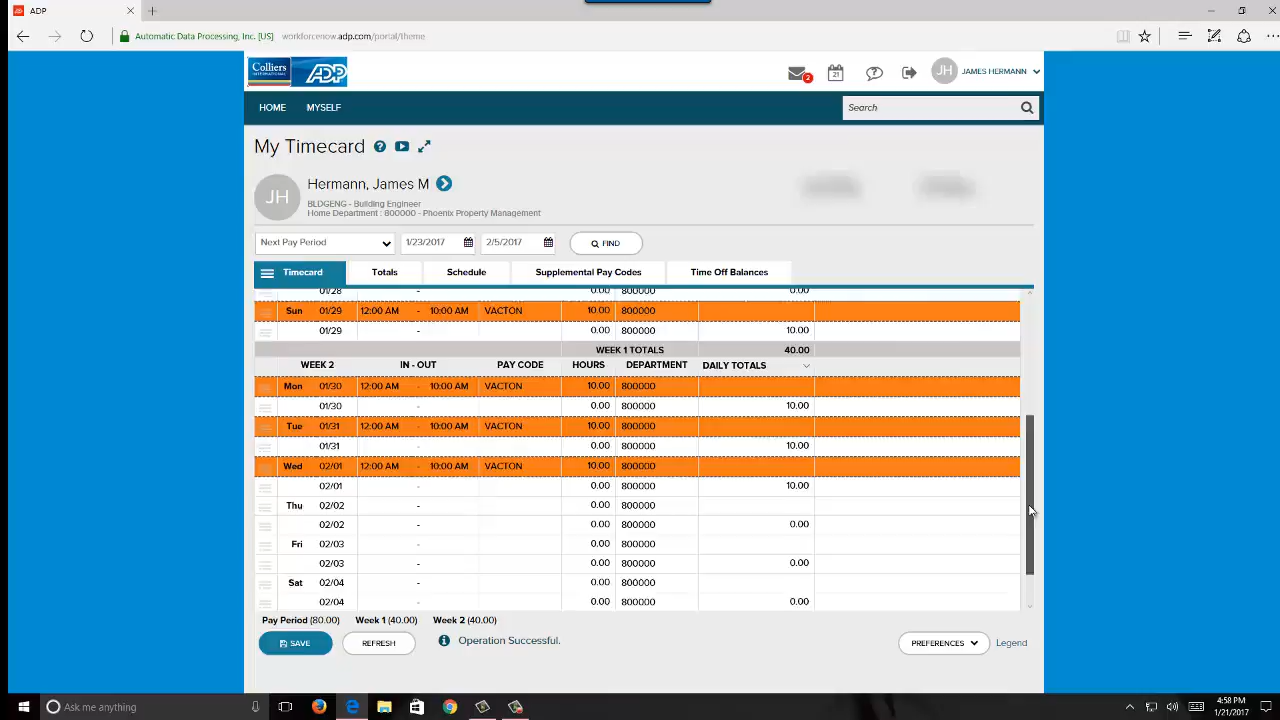 ADP
Automatic Data Processing, Inc. [US] workforcenow.adp.com/portal/theme
Colliers
INTERNATIONAL
ADP
2
21
JH
JAMES HERMANN
HOME MYSELF
Search
My Timecard
JH
Hermann, James M
BLDGENG - Building Engineer
Home Department : 800000 - Phoenix Property Management
Next Pay Period 1/23/2017 2/5/2017 FIND
Timecard Totals Schedule Supplemental Pay Codes Time Off Balances
01/28 - 0.00 800000 0.00
Sun 01/29 12:00 AM - 10:00 AM VACTON 10.00 800000
01/29 - 0.00 800000 10.00
WEEK 1 TOTALS 40.00
WEEK 2 IN - OUT PAY CODE HOURS DEPARTMENT DAILY TOTALS
Mon 01/30 12:00 AM - 10:00 AM VACTON 10.00 800000
01/30 - 0.00 800000 10.00
Tue 01/31 12:00 AM - 10:00 AM VACTON 10.00 800000
01/31 - 0.00 800000 10.00
Wed 02/01 12:00 AM - 10:00 AM VACTON 10.00 800000
02/01 - 0.00 800000 10.00
Thu 02/02 - 0.00 800000
02/02 - 0.00 800000 0.00
Fri 02/03 - 0.00 800000
02/03 - 0.00 800000 0.00
Sat 02/04 - 0.00 800000
02/04 - 0.00 800000 0.00
Pay Period (80.00) Week 1 (40.00) Week 2 (40.00)
SAVE REFRESH Operation Successful. PREFERENCES Legend
Ask me anything
4:58 PM
1/21/2017